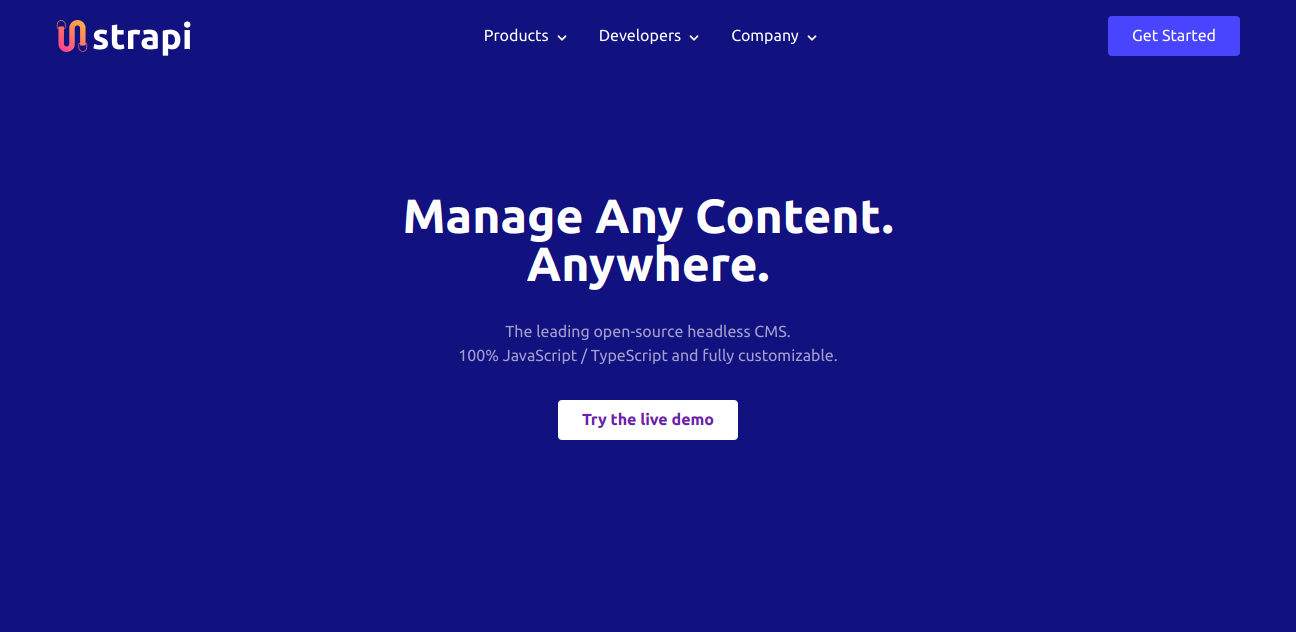 strapi
Products
Developers
Company
Get Started
Manage Any Content.
Anywhere.
The leading open-source headless CMS.
100% JavaScript / TypeScript and fully customizable.
Try the live demo